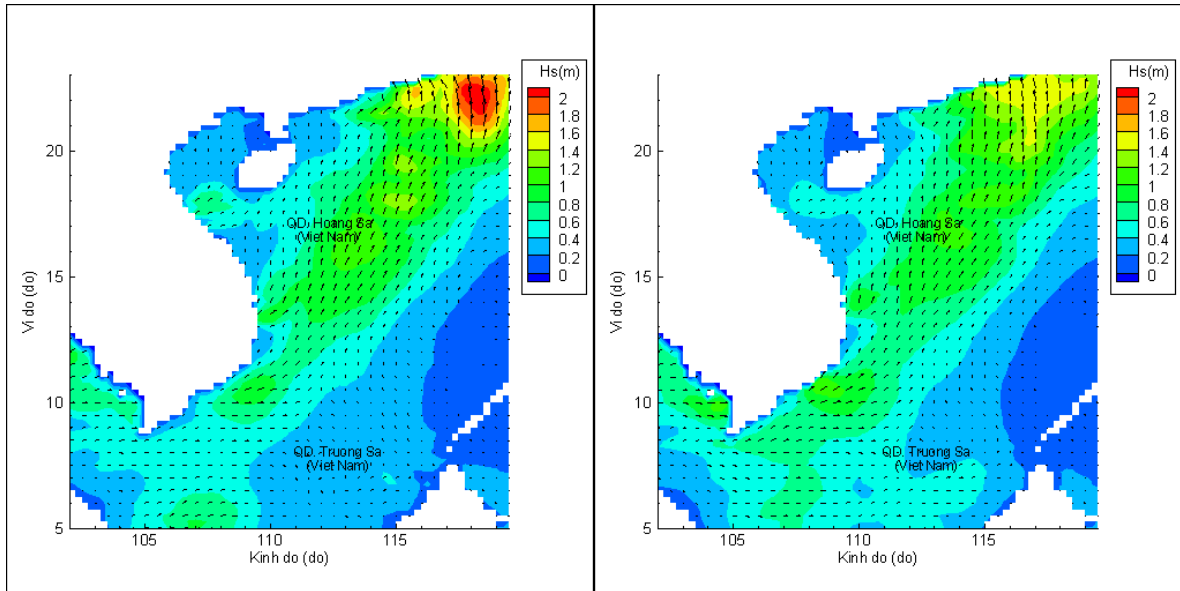 Hs(m)
2
1.8
1.6
1.4
1.2
1
0.8
0.6
0.4
0.2
0
20
15
10
5
Vi do (do)
QD. Hoang Sa
(Viet Nam)
QD. Truong Sa
(Viet Nam)
105
110
115
Kinh do (do)
Hs(m)
2
1.8
1.6
1.4
1.2
1
0.8
0.6
0.4
0.2
0
20
15
10
5
Vi do (do)
QD. Hoang Sa
(Viet Nam)
QD. Truong Sa
(Viet Nam)
105
110
115
Kinh do (do)